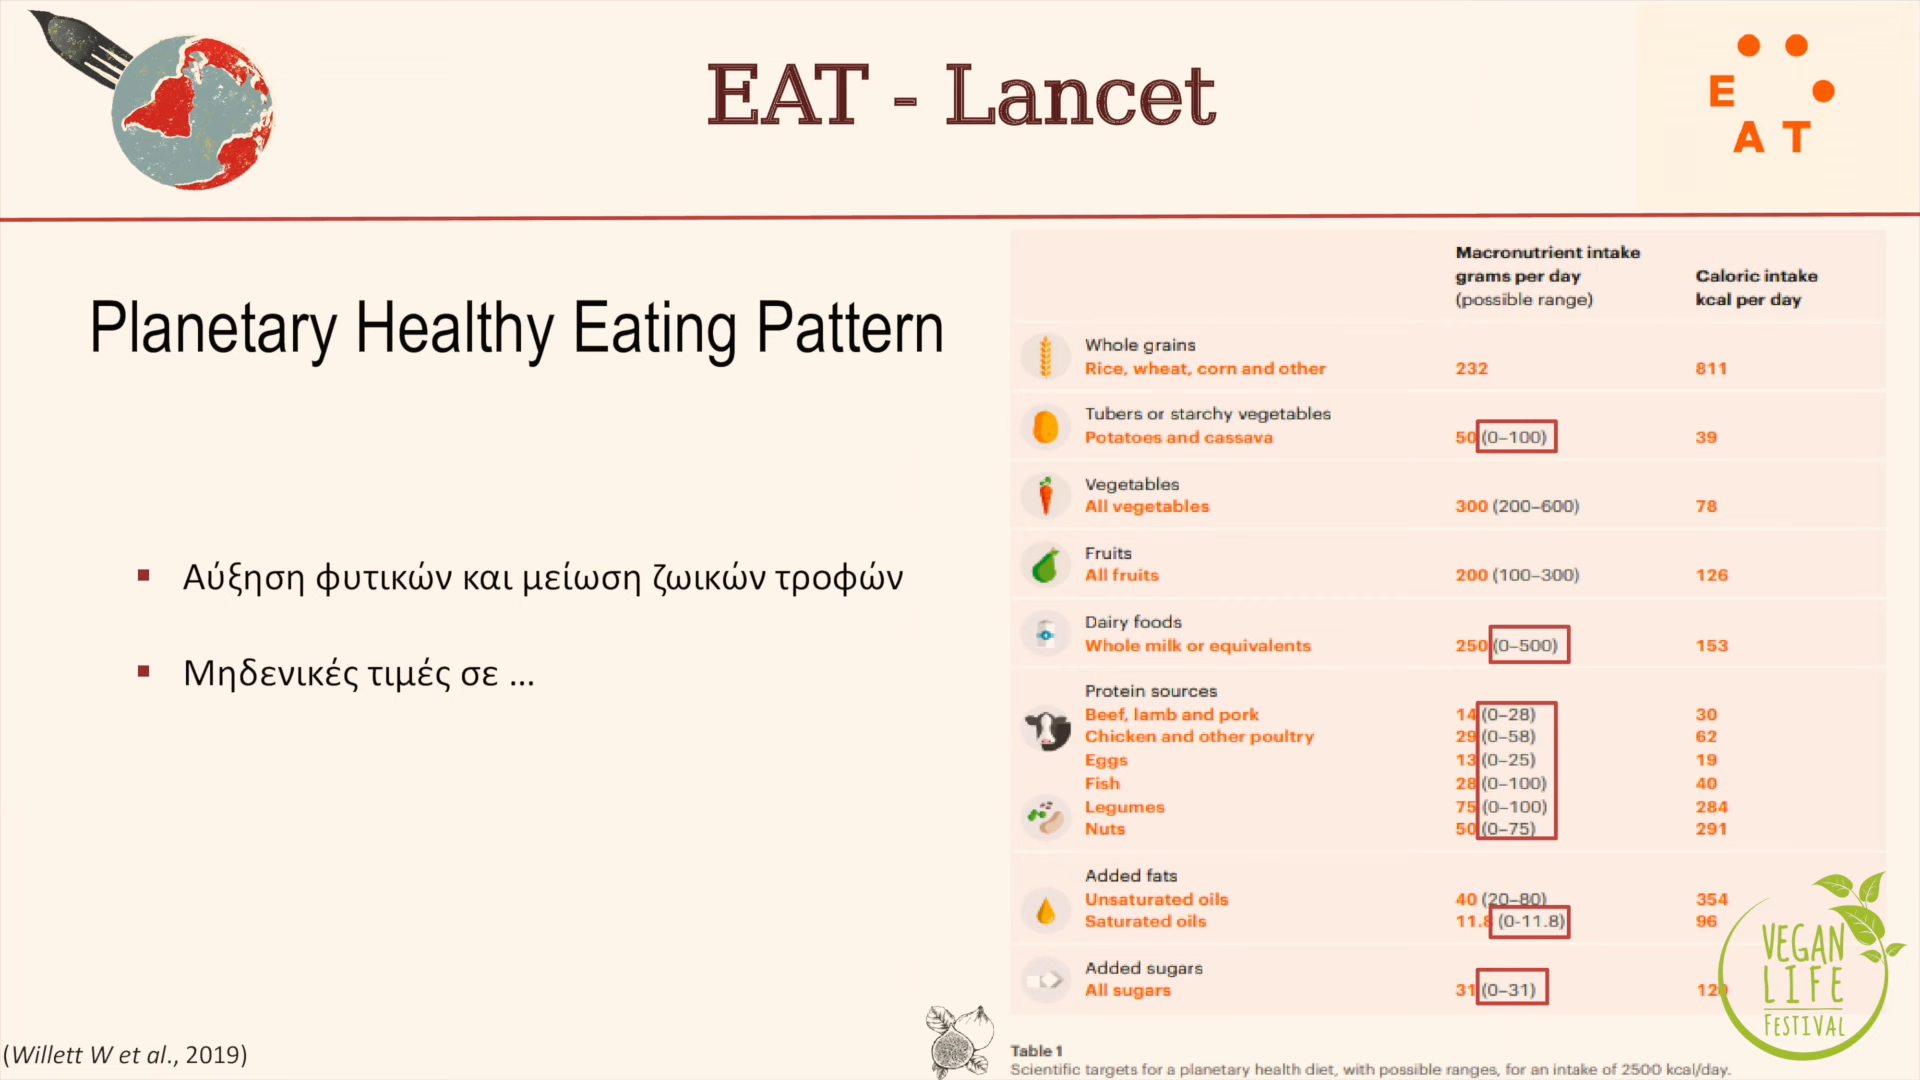 EAT - Lancet
E
A T
Planetary Healthy Eating Pattern
▪ Αύξηση φυτικών και μείωση ζωικών τροφών
▪ Μηδενικές τιμές σε ...
(Willett W et al., 2019)
Macronutrient intake
grams per day
(possible range)
Caloric intake
kcal per day
Whole grains
Rice, wheat, corn and other 232 811
Tubers or starchy vegetables
Potatoes and cassava 50 (0–100) 39
Vegetables
All vegetables 300 (200–600) 78
Fruits
All fruits 200 (100–300) 126
Dairy foods
Whole milk or equivalents 250 (0–500) 153
Protein sources
Beef, lamb and pork 14 (0–28) 30
Chicken and other poultry 29 (0–58) 62
Eggs 13 (0–25) 19
Fish 28 (0–100) 40
Legumes 75 (0–100) 284
Nuts 50 (0–75) 291
Added fats
Unsaturated oils 40 (20–80) 354
Saturated oils 11.8 (0-11.8) 96
Added sugars
All sugars 31 (0–31) 120
Table 1
Scientific targets for a planetary health diet, with possible ranges, for an intake of 2500 kcal/day.
VEGAN
LIFE
FESTIVAL